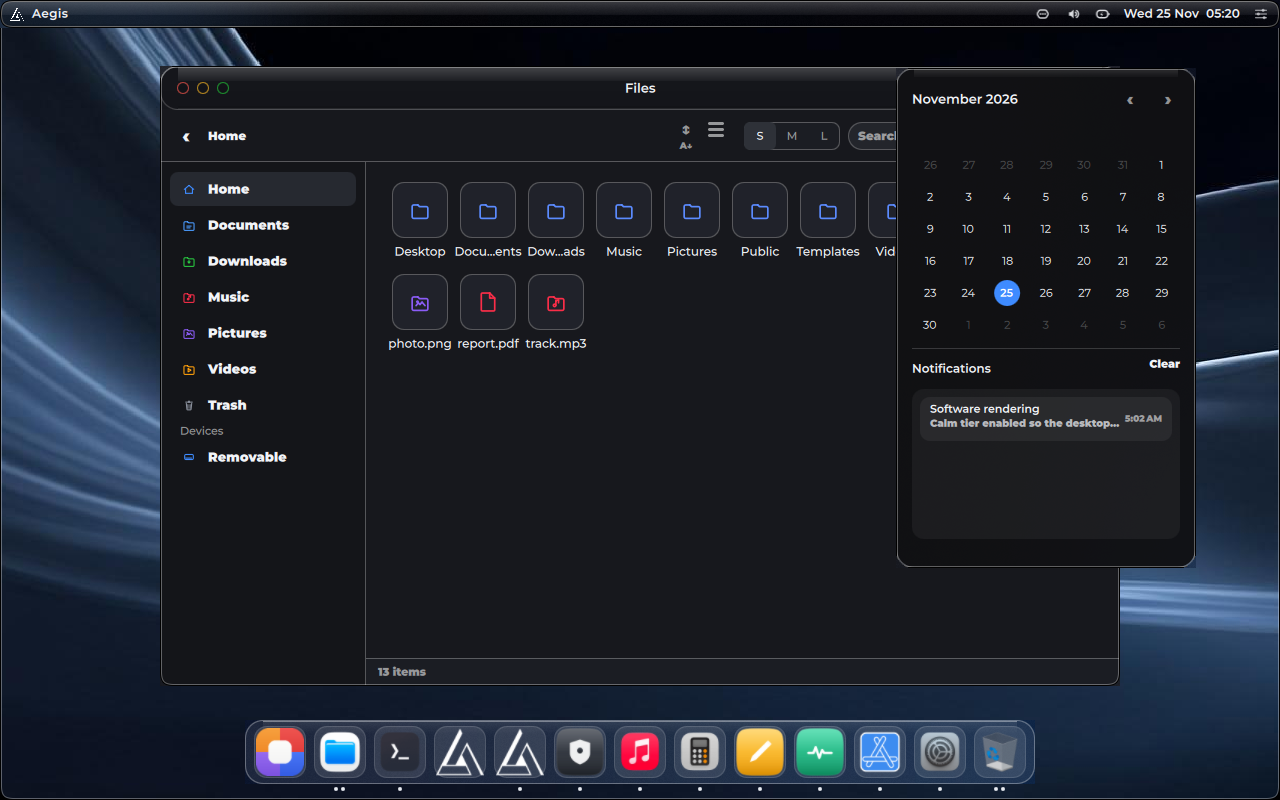 Aegis
Wed 25 Nov 05:20
Files
Home
A+
S M L
Home
Documents
Downloads
Music
Pictures
Videos
Trash
Devices
Removable
Desktop Docu...ents Dow...ads Music Pictures Public Templates
photo.png report.pdf track.mp3
13 items
November 2026
26 27 28 29 30 31 1
2 3 4 5 6 7 8
9 10 11 12 13 14 15
16 17 18 19 20 21 22
23 24 25 26 27 28 29
30 1 2 3 4 5 6
Notifications Clear
Software rendering
Calm tier enabled so the desktop... 5:02 AM